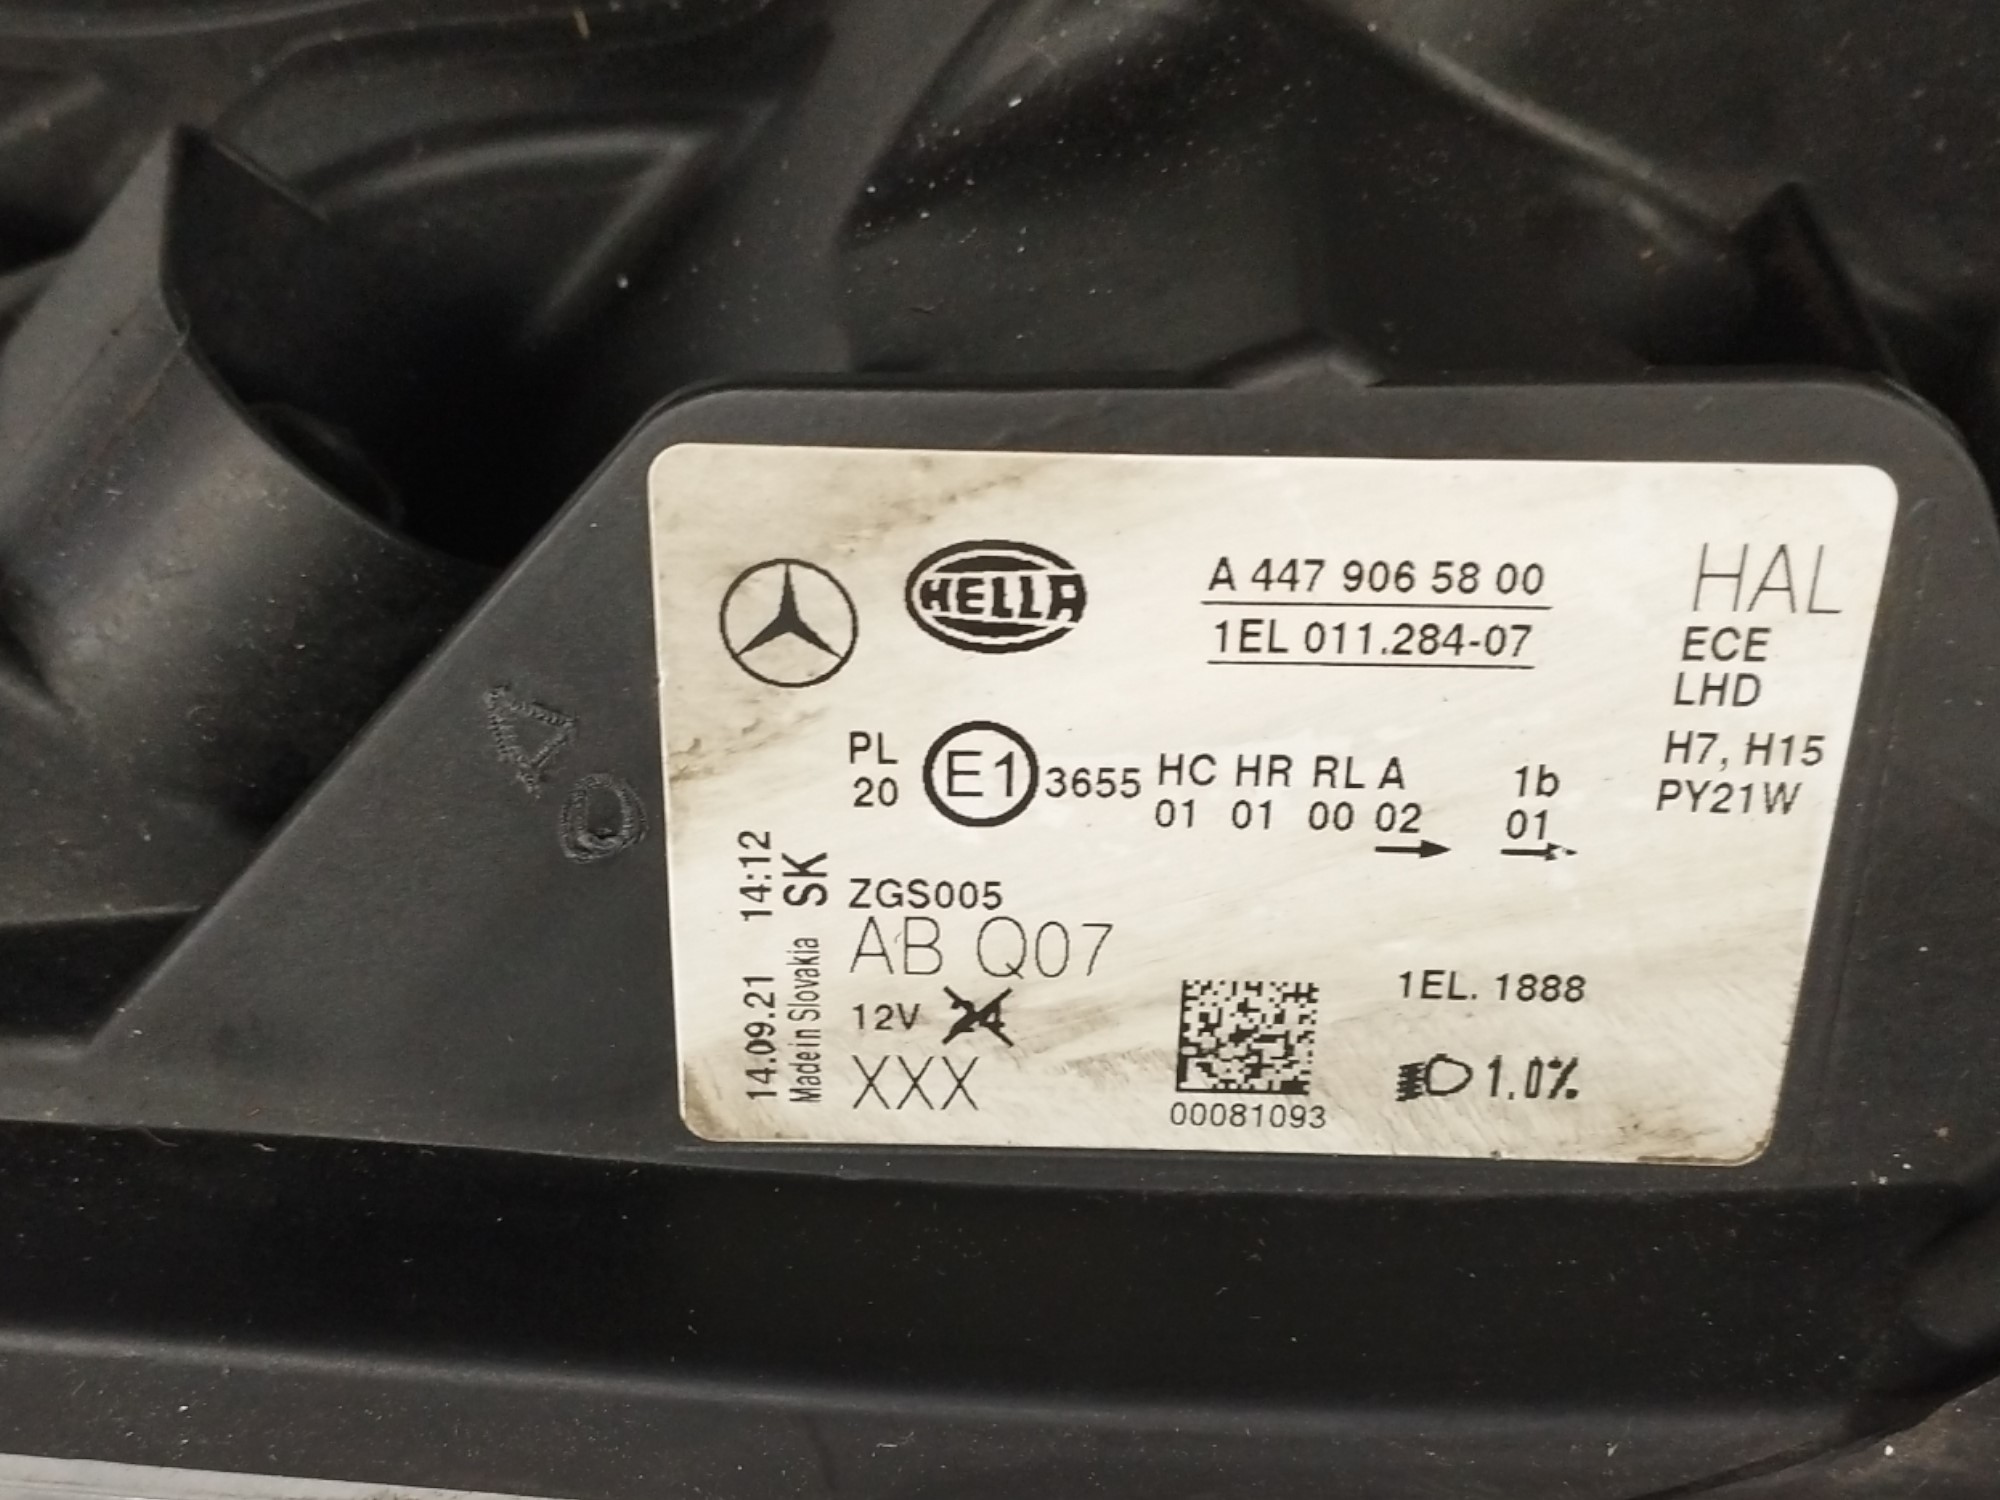 HELLA
A 447 906 58 00
1EL 011.284-07
HAL
ECE
LHD
H7, H15
PY21W
PL
20
E1
3655
HC HR RL A
01 01 00 02
1b
01
14.09.21 14:12
Made in Slovakia SK
ZGS005
AB Q07
12V 24
XXX
00081093
1EL. 1888
1.0%